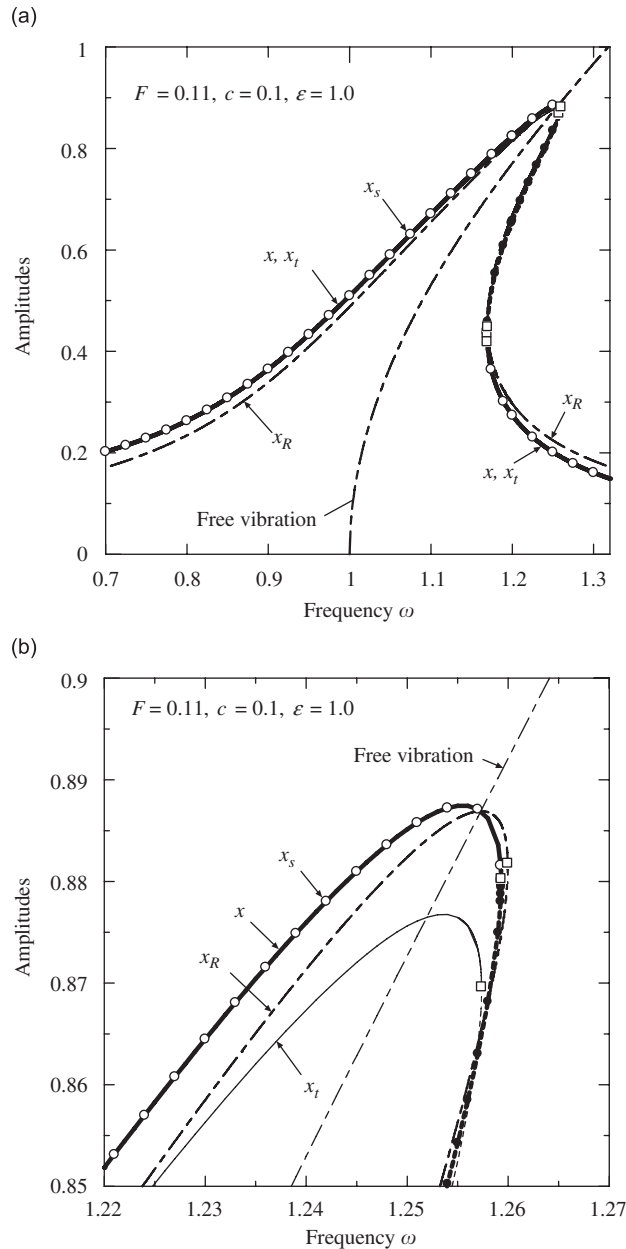 (a)
1
F = 0.11, c = 0.1, ε = 1.0
0.8
x_s
x, x_t
0.6
Amplitudes
0.4
x_R
x_R
0.2
x, x_t
Free vibration
0
0.7 0.8 0.9 1 1.1 1.2 1.3
Frequency ω
(b)
0.9
F = 0.11, c = 0.1, ε = 1.0
Free vibration
0.89
x_s
0.88
x
Amplitudes
x_R
0.87
x_t
0.86
0.85
1.22 1.23 1.24 1.25 1.26 1.27
Frequency ω